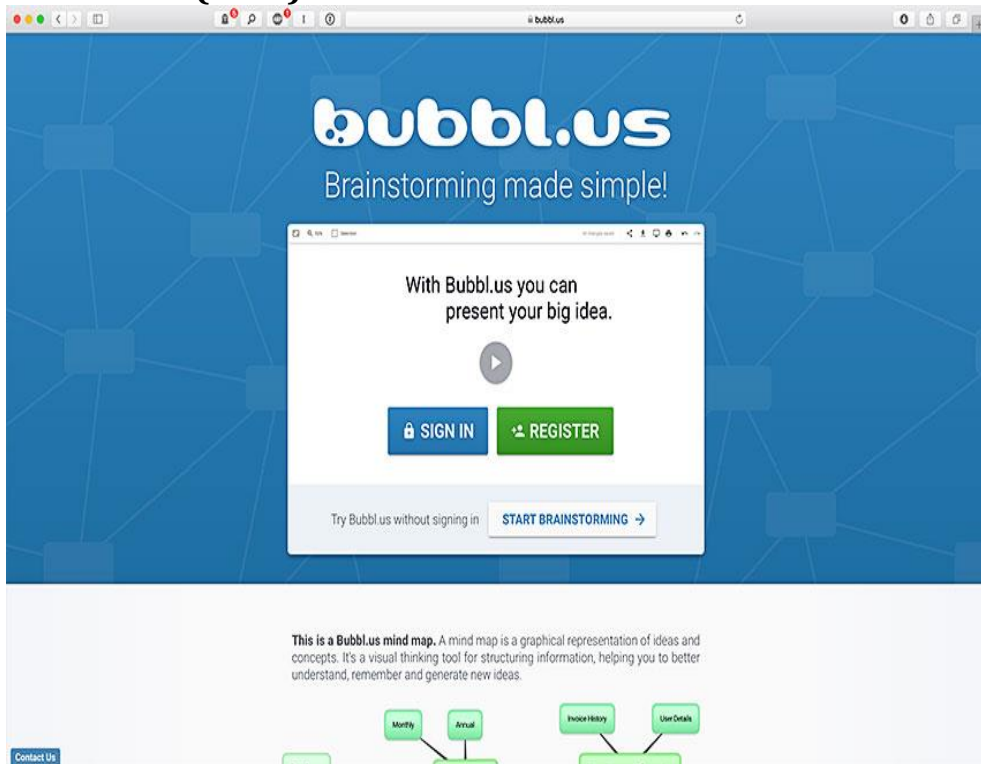 bubbl.us
bubbl.us
Brainstorming made simple!
With Bubbl.us you can
present your big idea.
SIGN IN
REGISTER
Try Bubbl.us without signing in
START BRAINSTORMING
This is a Bubbl.us mind map. A mind map is a graphical representation of ideas and
concepts. It's a visual thinking tool for structuring information, helping you to better
understand, remember and generate new ideas.
Monthly
Annual
Invoice History
User Details
Contact Us